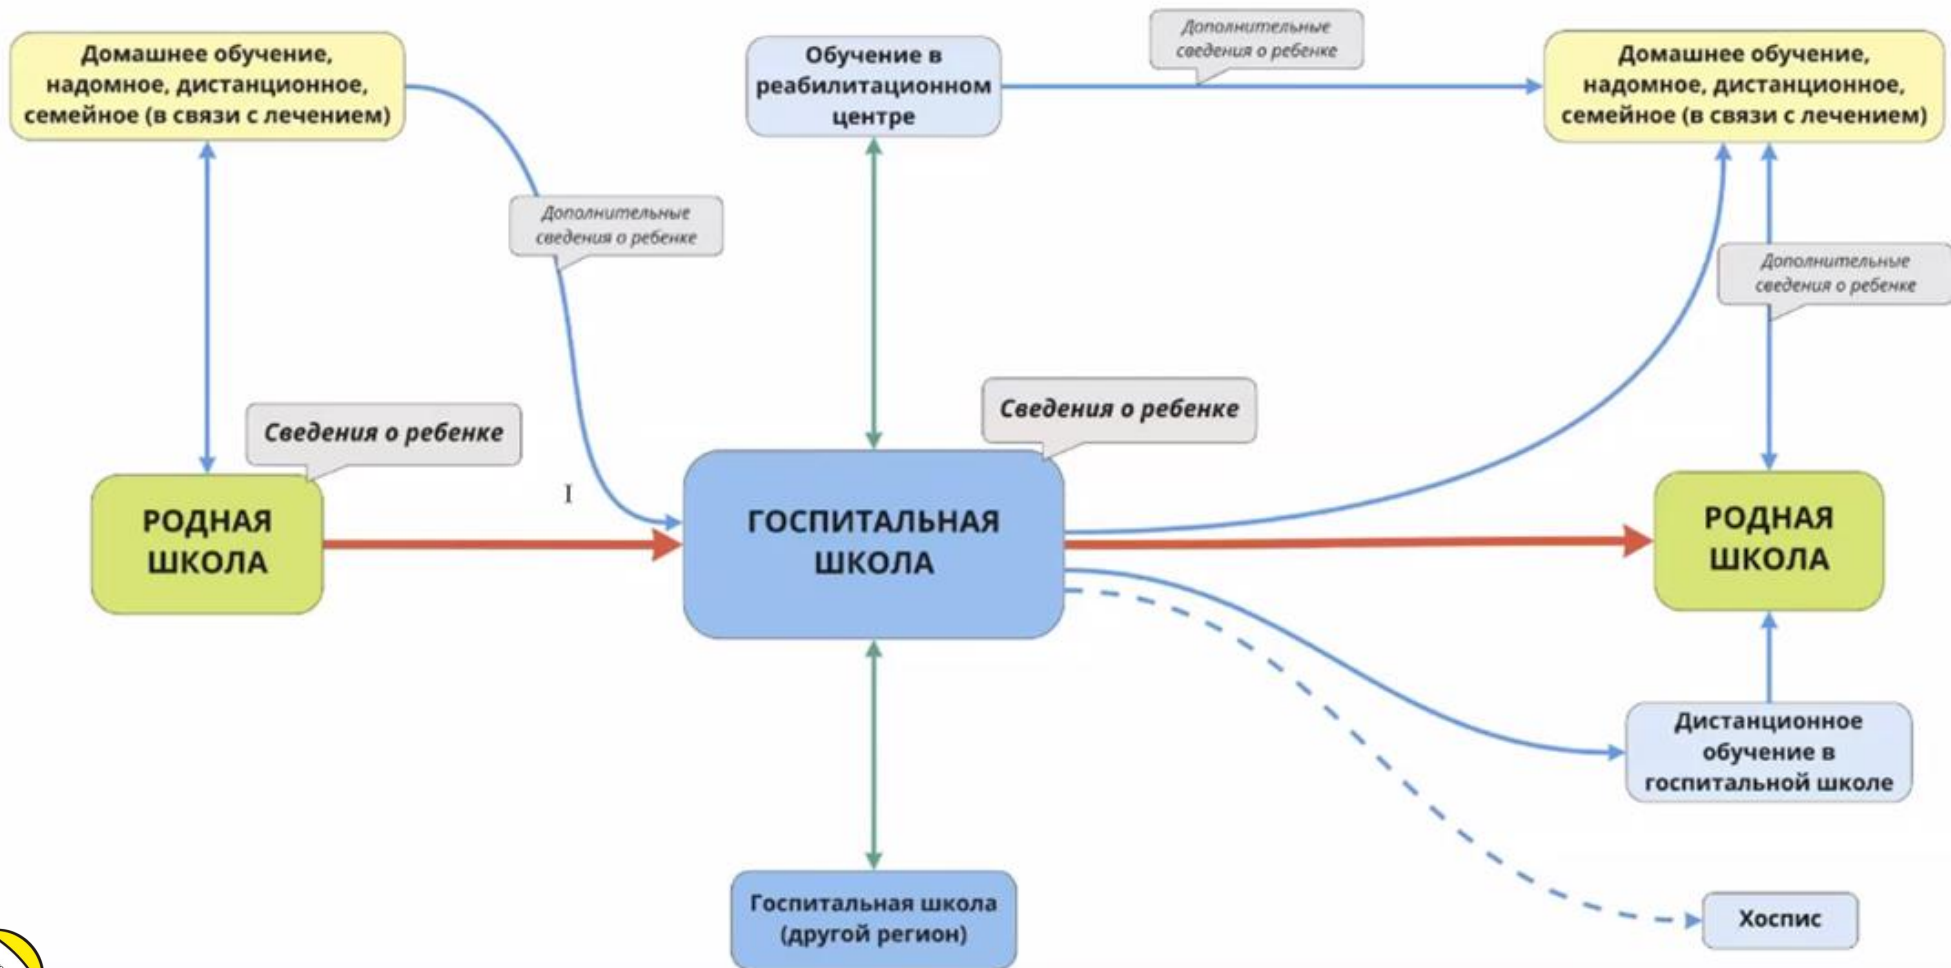 Домашнее обучение,
надомное, дистанционное,
семейное (в связи с лечением)
Обучение в
реабилитационном
центре
Дополнительные
сведения о ребенке
Домашнее обучение,
надомное, дистанционное,
семейное (в связи с лечением)
Дополнительные
сведения о ребенке
Дополнительные
сведения о ребенке
Сведения о ребенке
Сведения о ребенке
РОДНАЯ
ШКОЛА
ГОСПИТАЛЬНАЯ
ШКОЛА
РОДНАЯ
ШКОЛА
Дистанционное
обучение в
госпитальной школе
Госпитальная школа
(другой регион)
Хоспис